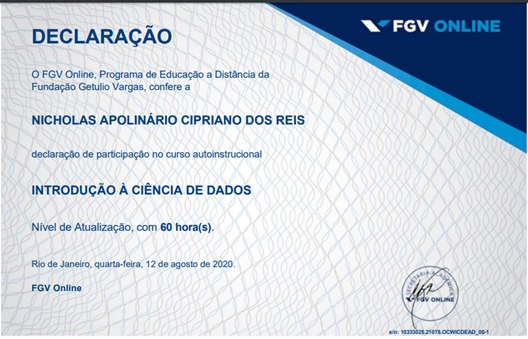 FGV ONLINE
DECLARAÇÃO
O FGV Online, Programa de Educação a Distância da
Fundação Getulio Vargas, confere a
NICHOLAS APOLINÁRIO CIPRIANO DOS REIS
declaração de participação no curso autoinstrucional
INTRODUÇÃO À CIÊNCIA DE DADOS
Nível de Atualização, com 60 hora(s).
Rio de Janeiro, quarta-feira, 12 de agosto de 2020.
FGV Online
SECRETARIA ACADÊMICA
FGV ONLINE
s/n: 10333025.21078.OCWICDEAD_00-1